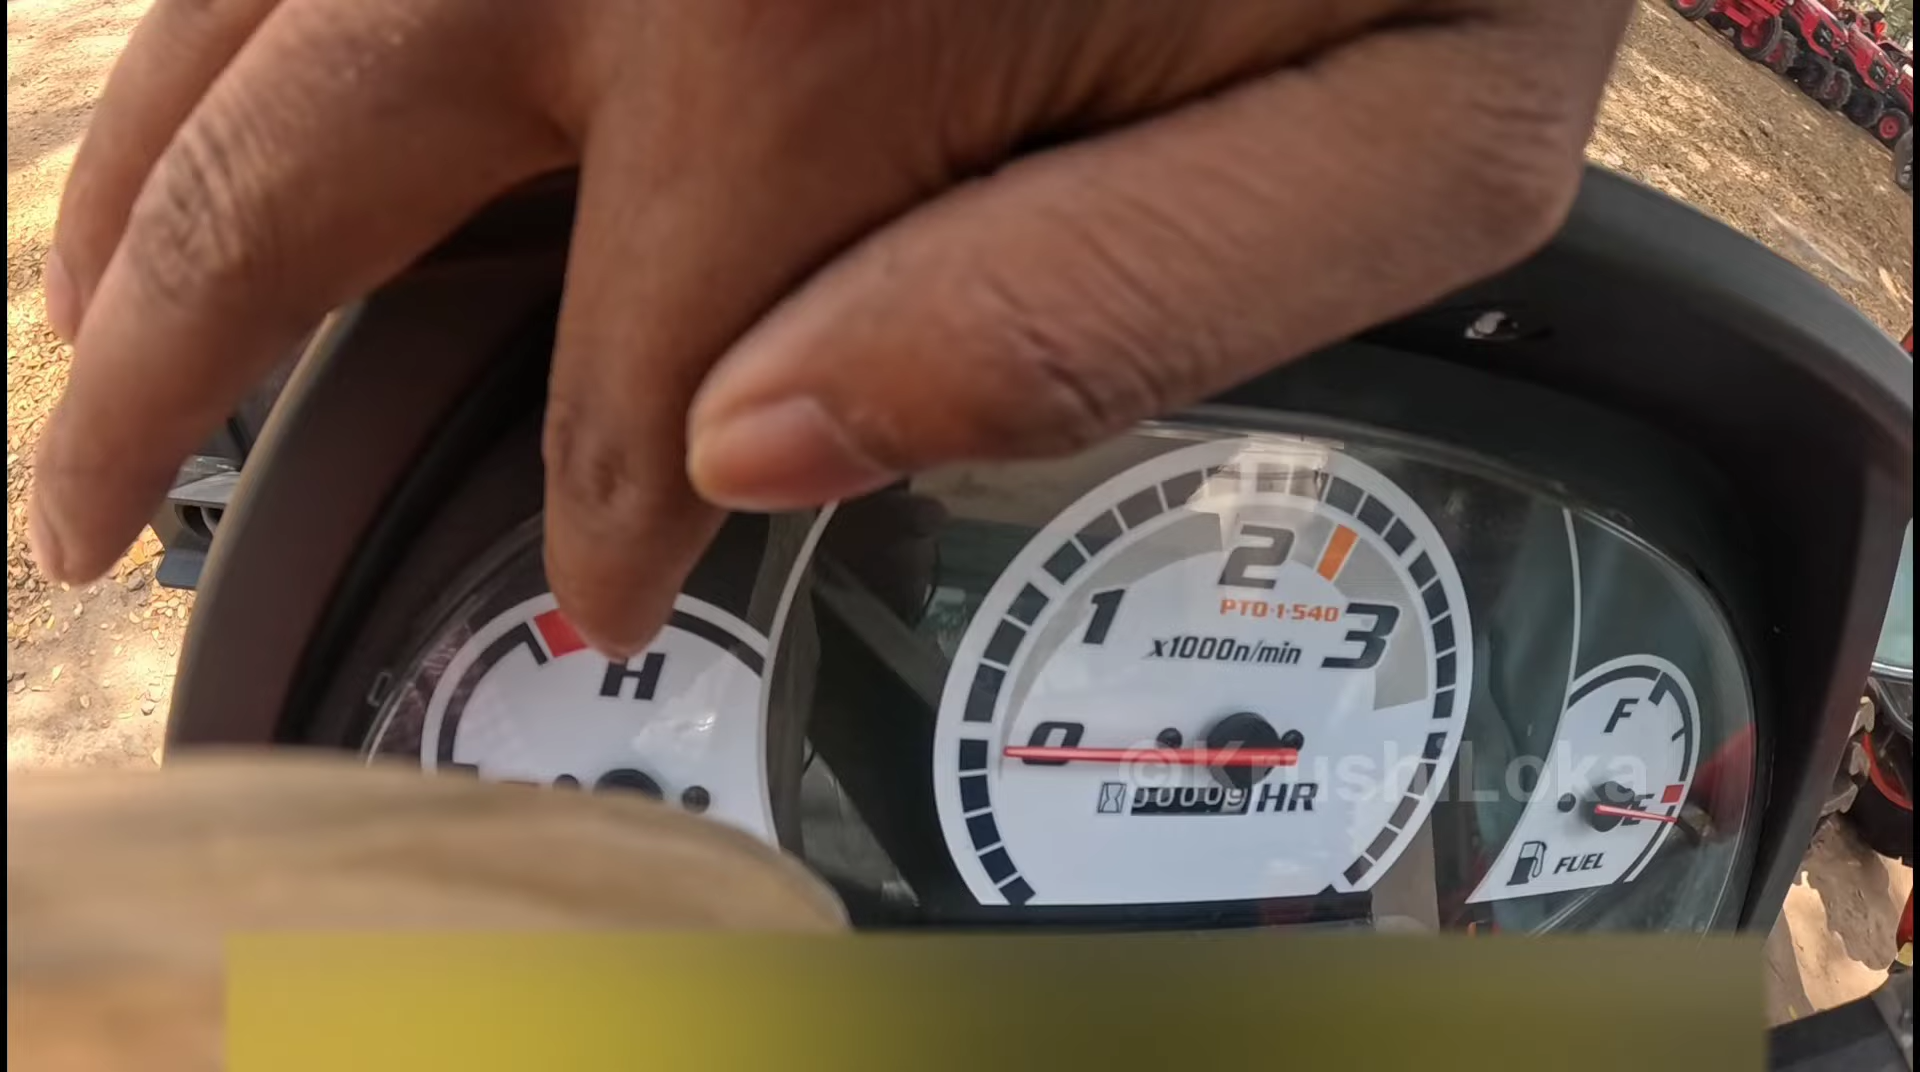 H
2
PTO-1-540
1
3
x1000n/min
0
©KrushiLoka
00009 HR
F
E
FUEL